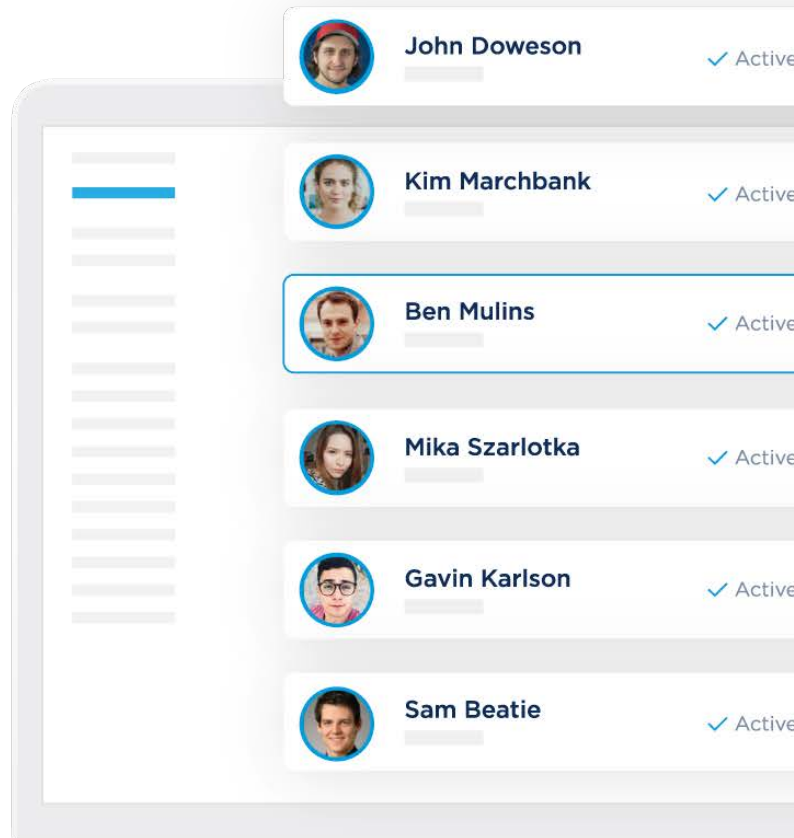 John Doweson
Active
Kim Marchbank
Active
Ben Mulins
Active
Mika Szarlotka
Active
Gavin Karlson
Active
Sam Beatie
Active